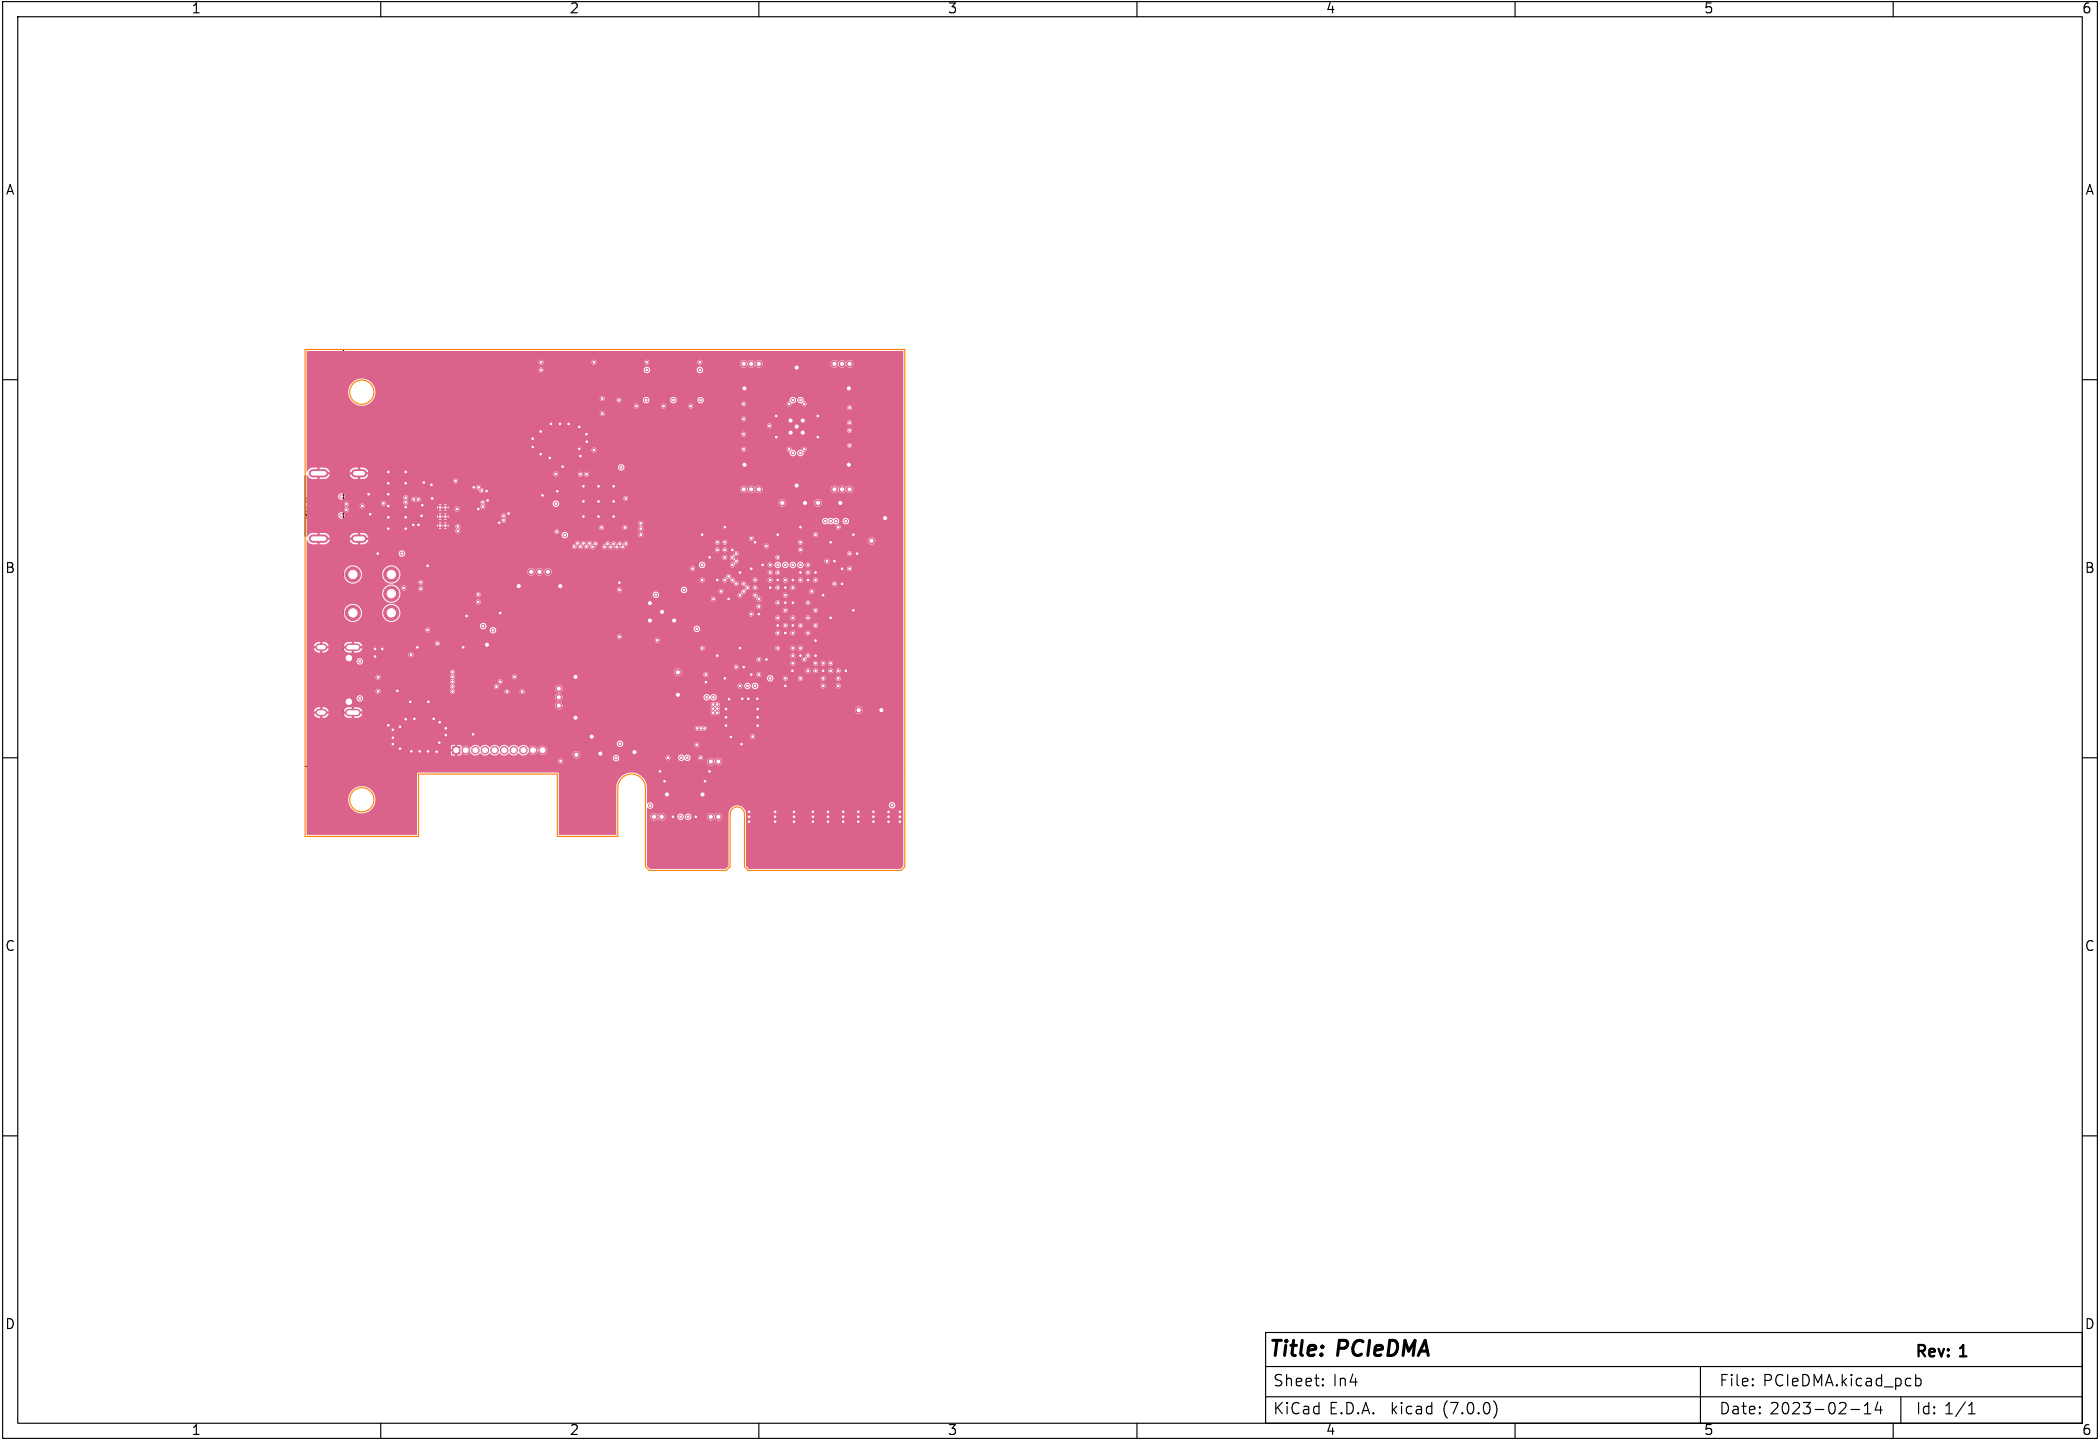 1 2 3 4 5 6
A A
B B
C C
D D
Title: PCIeDMA Rev: 1
Sheet: In4 File: PCIeDMA.kicad_pcb
KiCad E.D.A. kicad (7.0.0) Date: 2023-02-14 Id: 1/1
1 2 3 4 5 6